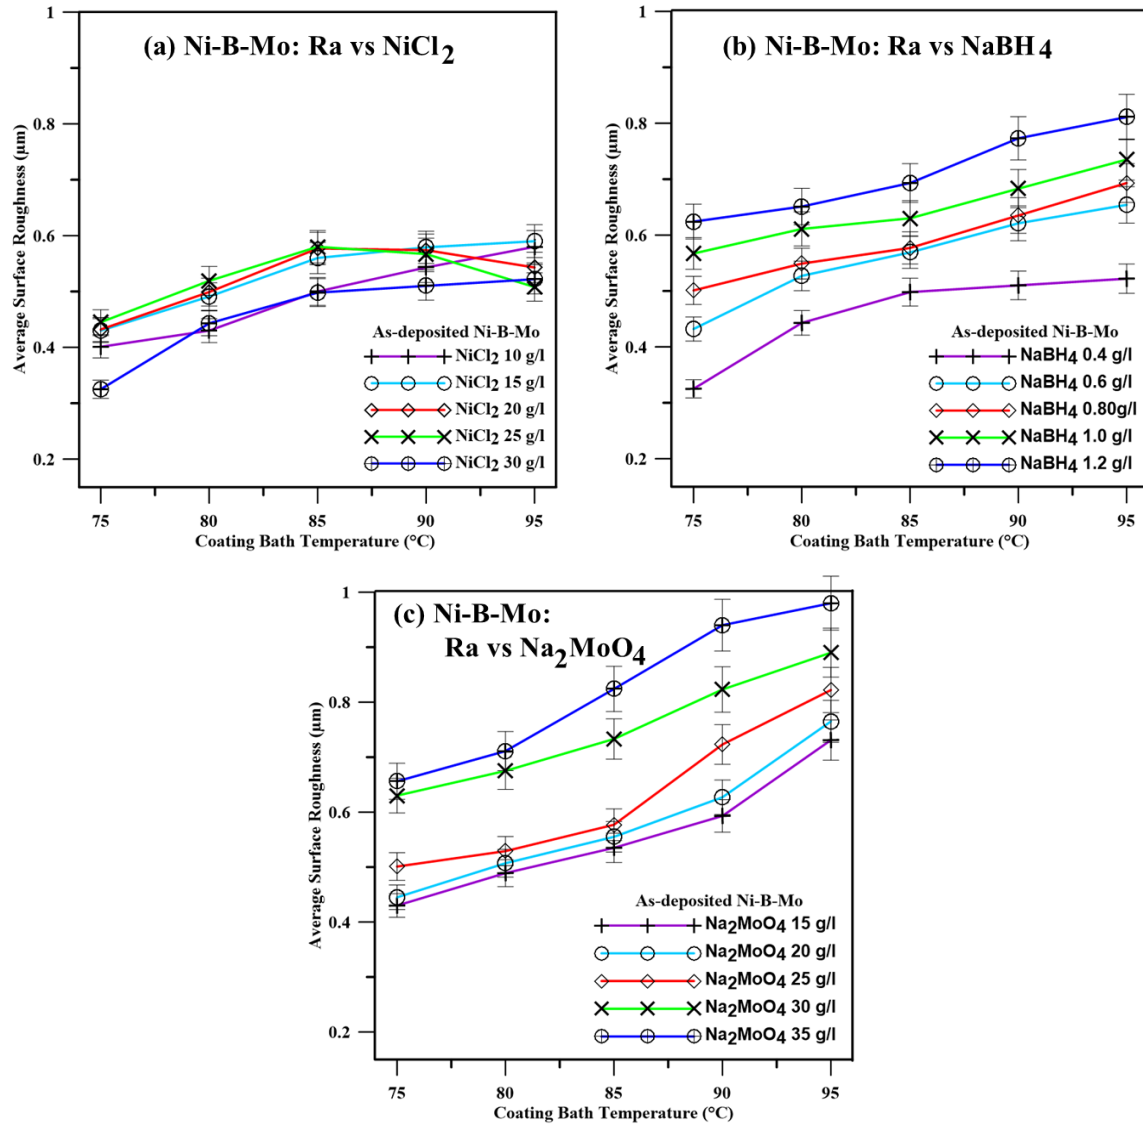 (a) Ni-B-Mo: Ra vs NiCl2
Average Surface Roughness (µm)
1
0.8
0.6
0.4
0.2
As-deposited Ni-B-Mo
NiCl2 10 g/l
NiCl2 15 g/l
NiCl2 20 g/l
NiCl2 25 g/l
NiCl2 30 g/l
75 80 85 90 95
Coating Bath Temperature (°C)
(b) Ni-B-Mo: Ra vs NaBH4
Average Surface Roughness (µm)
1
0.8
0.6
0.4
0.2
As-deposited Ni-B-Mo
NaBH4 0.4 g/l
NaBH4 0.6 g/l
NaBH4 0.80g/l
NaBH4 1.0 g/l
NaBH4 1.2 g/l
75 80 85 90 95
Coating Bath Temperature (°C)
(c) Ni-B-Mo:
Ra vs Na2MoO4
Average Surface Roughness (µm)
1
0.8
0.6
0.4
0.2
As-deposited Ni-B-Mo
Na2MoO4 15 g/l
Na2MoO4 20 g/l
Na2MoO4 25 g/l
Na2MoO4 30 g/l
Na2MoO4 35 g/l
75 80 85 90 95
Coating Bath Temperature (°C)